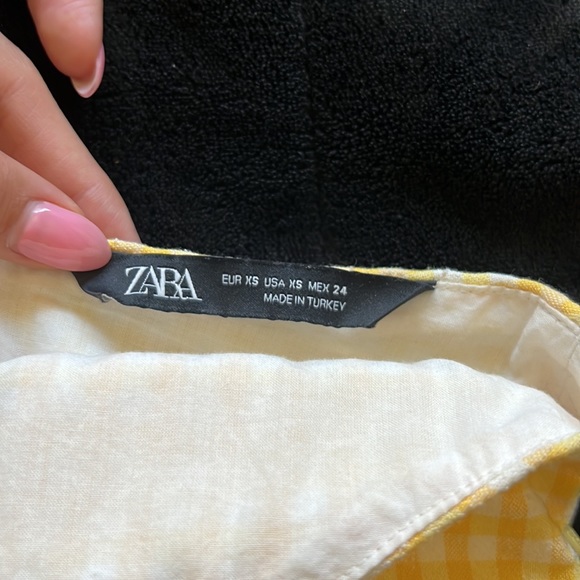 ZARA
EUR XS USA XS MEX 24
MADE IN TURKEY